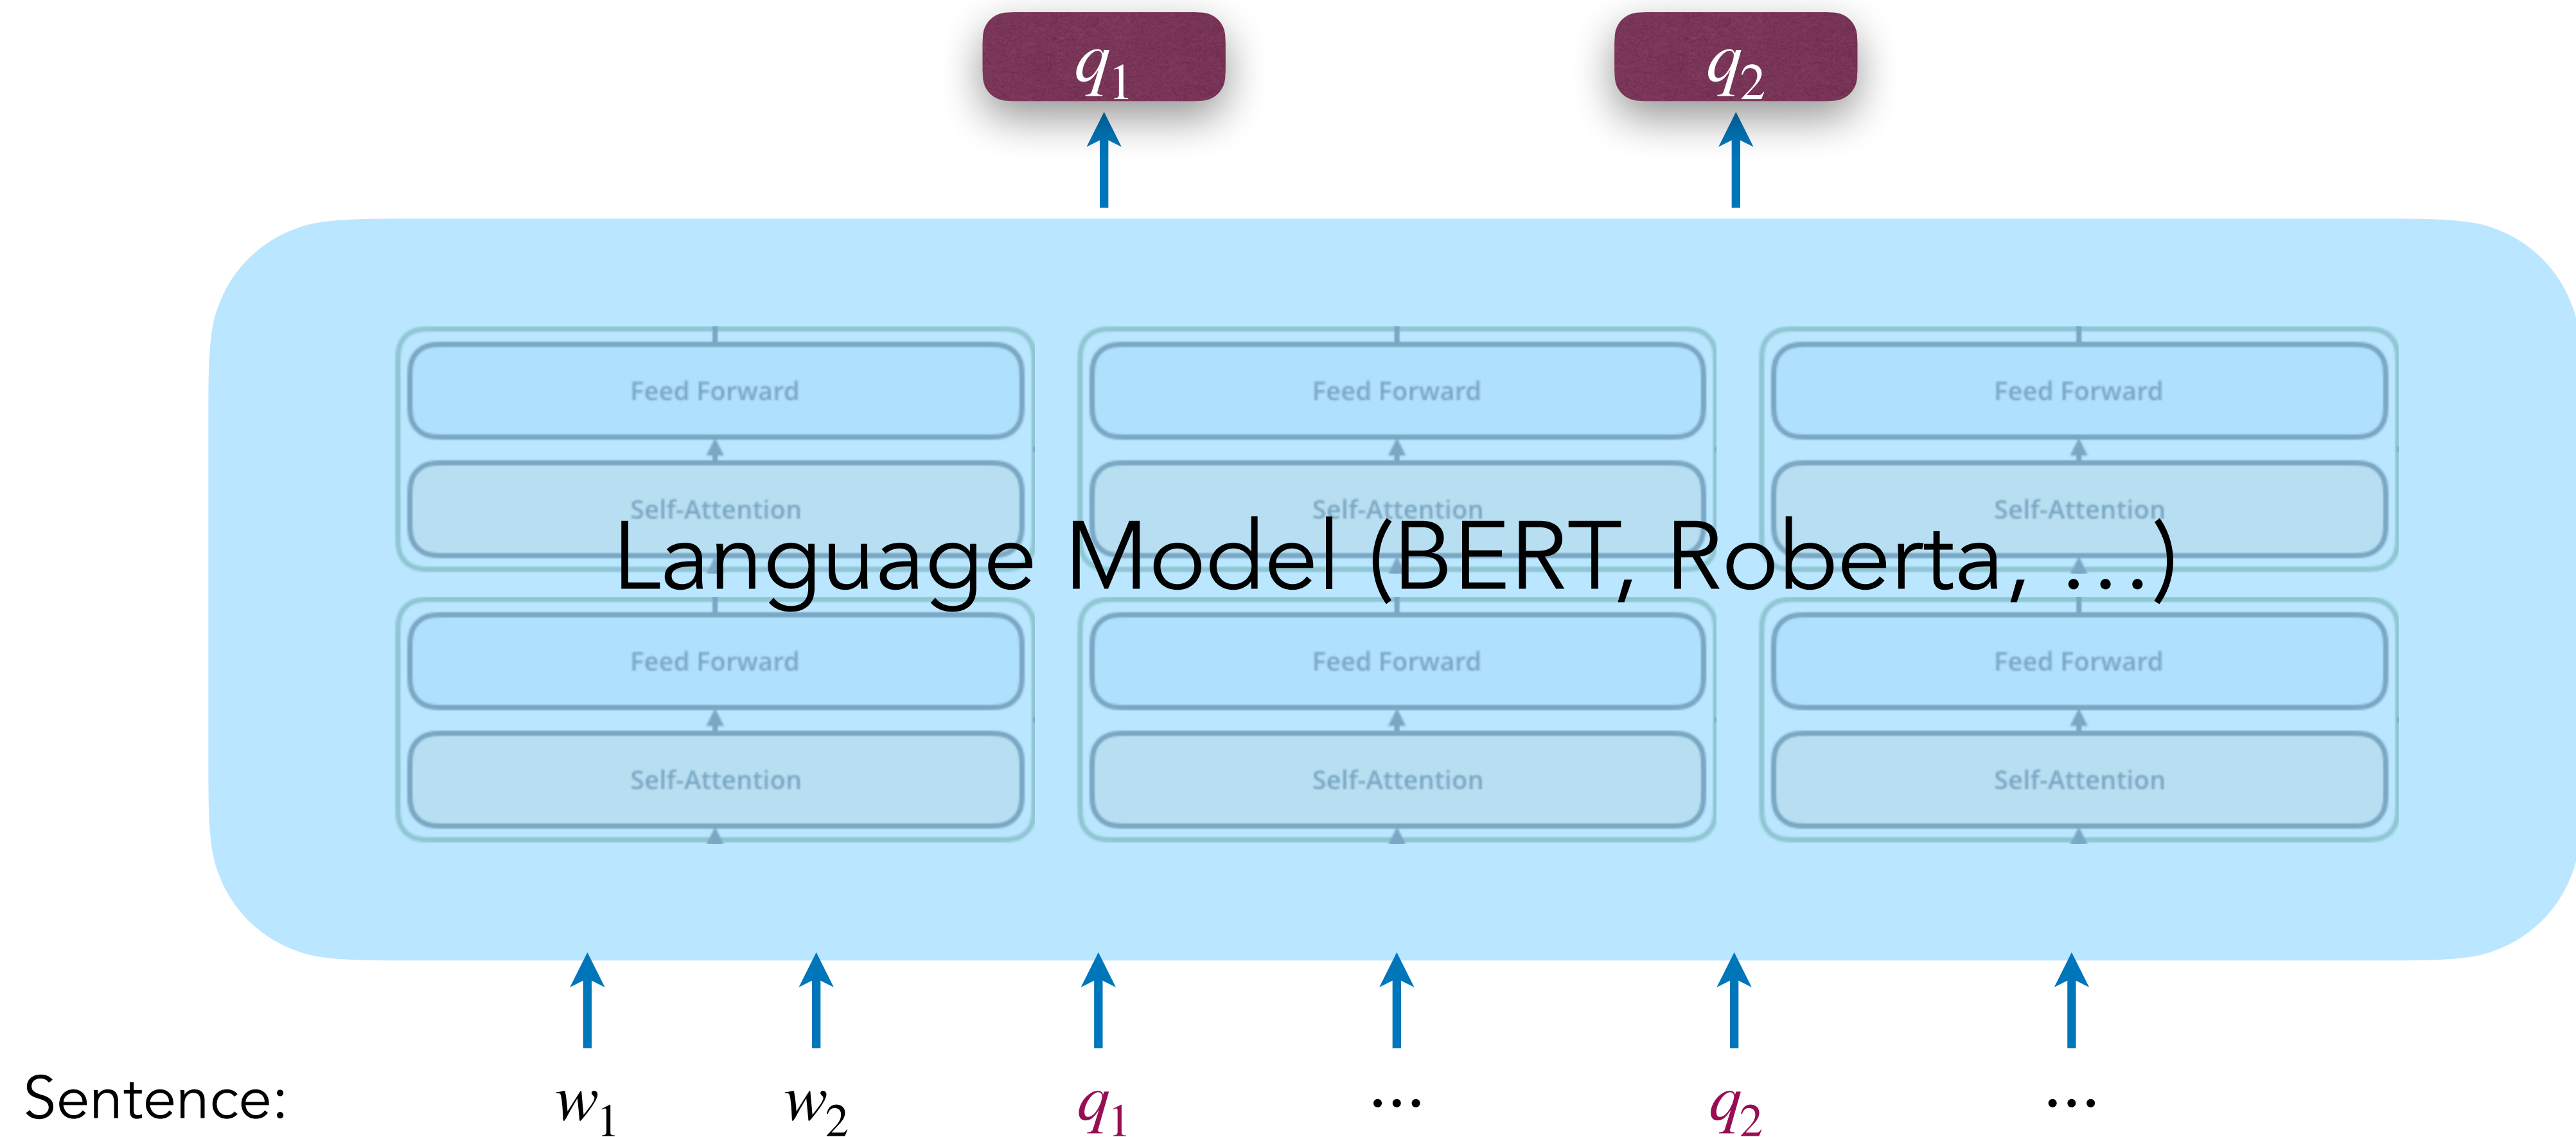 q₁ q₂
Feed Forward Feed Forward Feed Forward
Self-Attention Self-Attention Self-Attention
Language Model (BERT, Roberta, ...)
Feed Forward Feed Forward Feed Forward
Self-Attention Self-Attention Self-Attention
Sentence: w₁ w₂ q₁ ... q₂ ...